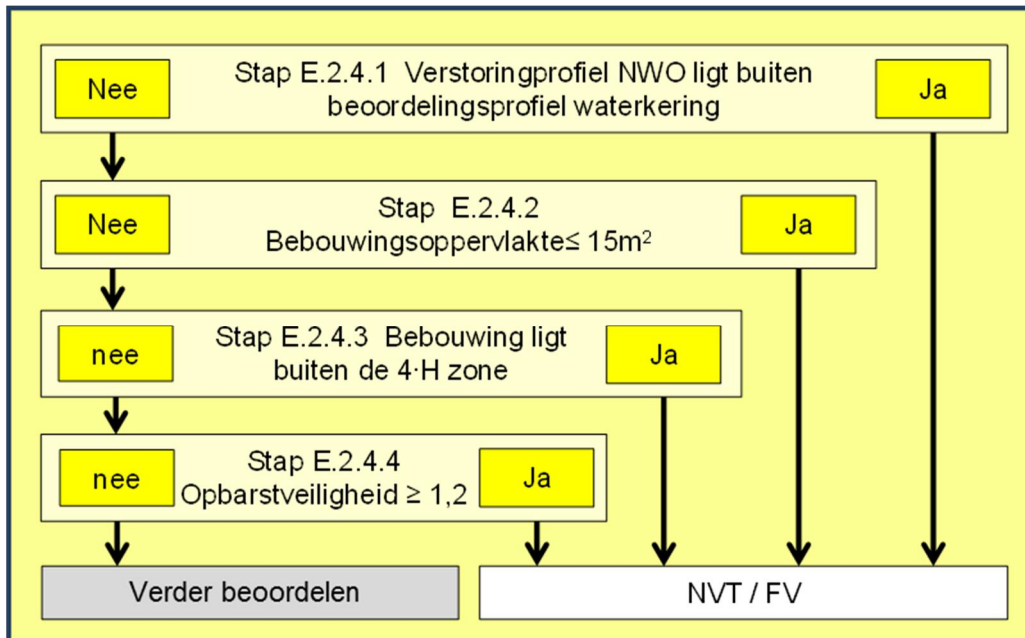 Nee
Stap E.2.4.1 Verstoringprofiel NWO ligt buiten
beoordelingsprofiel waterkering
Ja
Nee
Stap E.2.4.2
Bebouwingsoppervlakte≤ 15m²
Ja
nee
Stap E.2.4.3 Bebouwing ligt
buiten de 4·H zone
Ja
nee
Stap E.2.4.4
Opbarstveiligheid ≥ 1,2
Ja
Verder beoordelen
NVT / FV